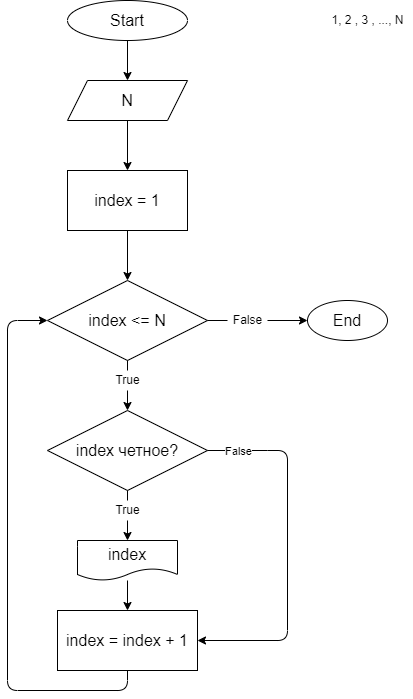 Start
1, 2 , 3 , ..., N
N
index = 1
index <= N
False
End
True
index четное?
False
True
index
index = index + 1